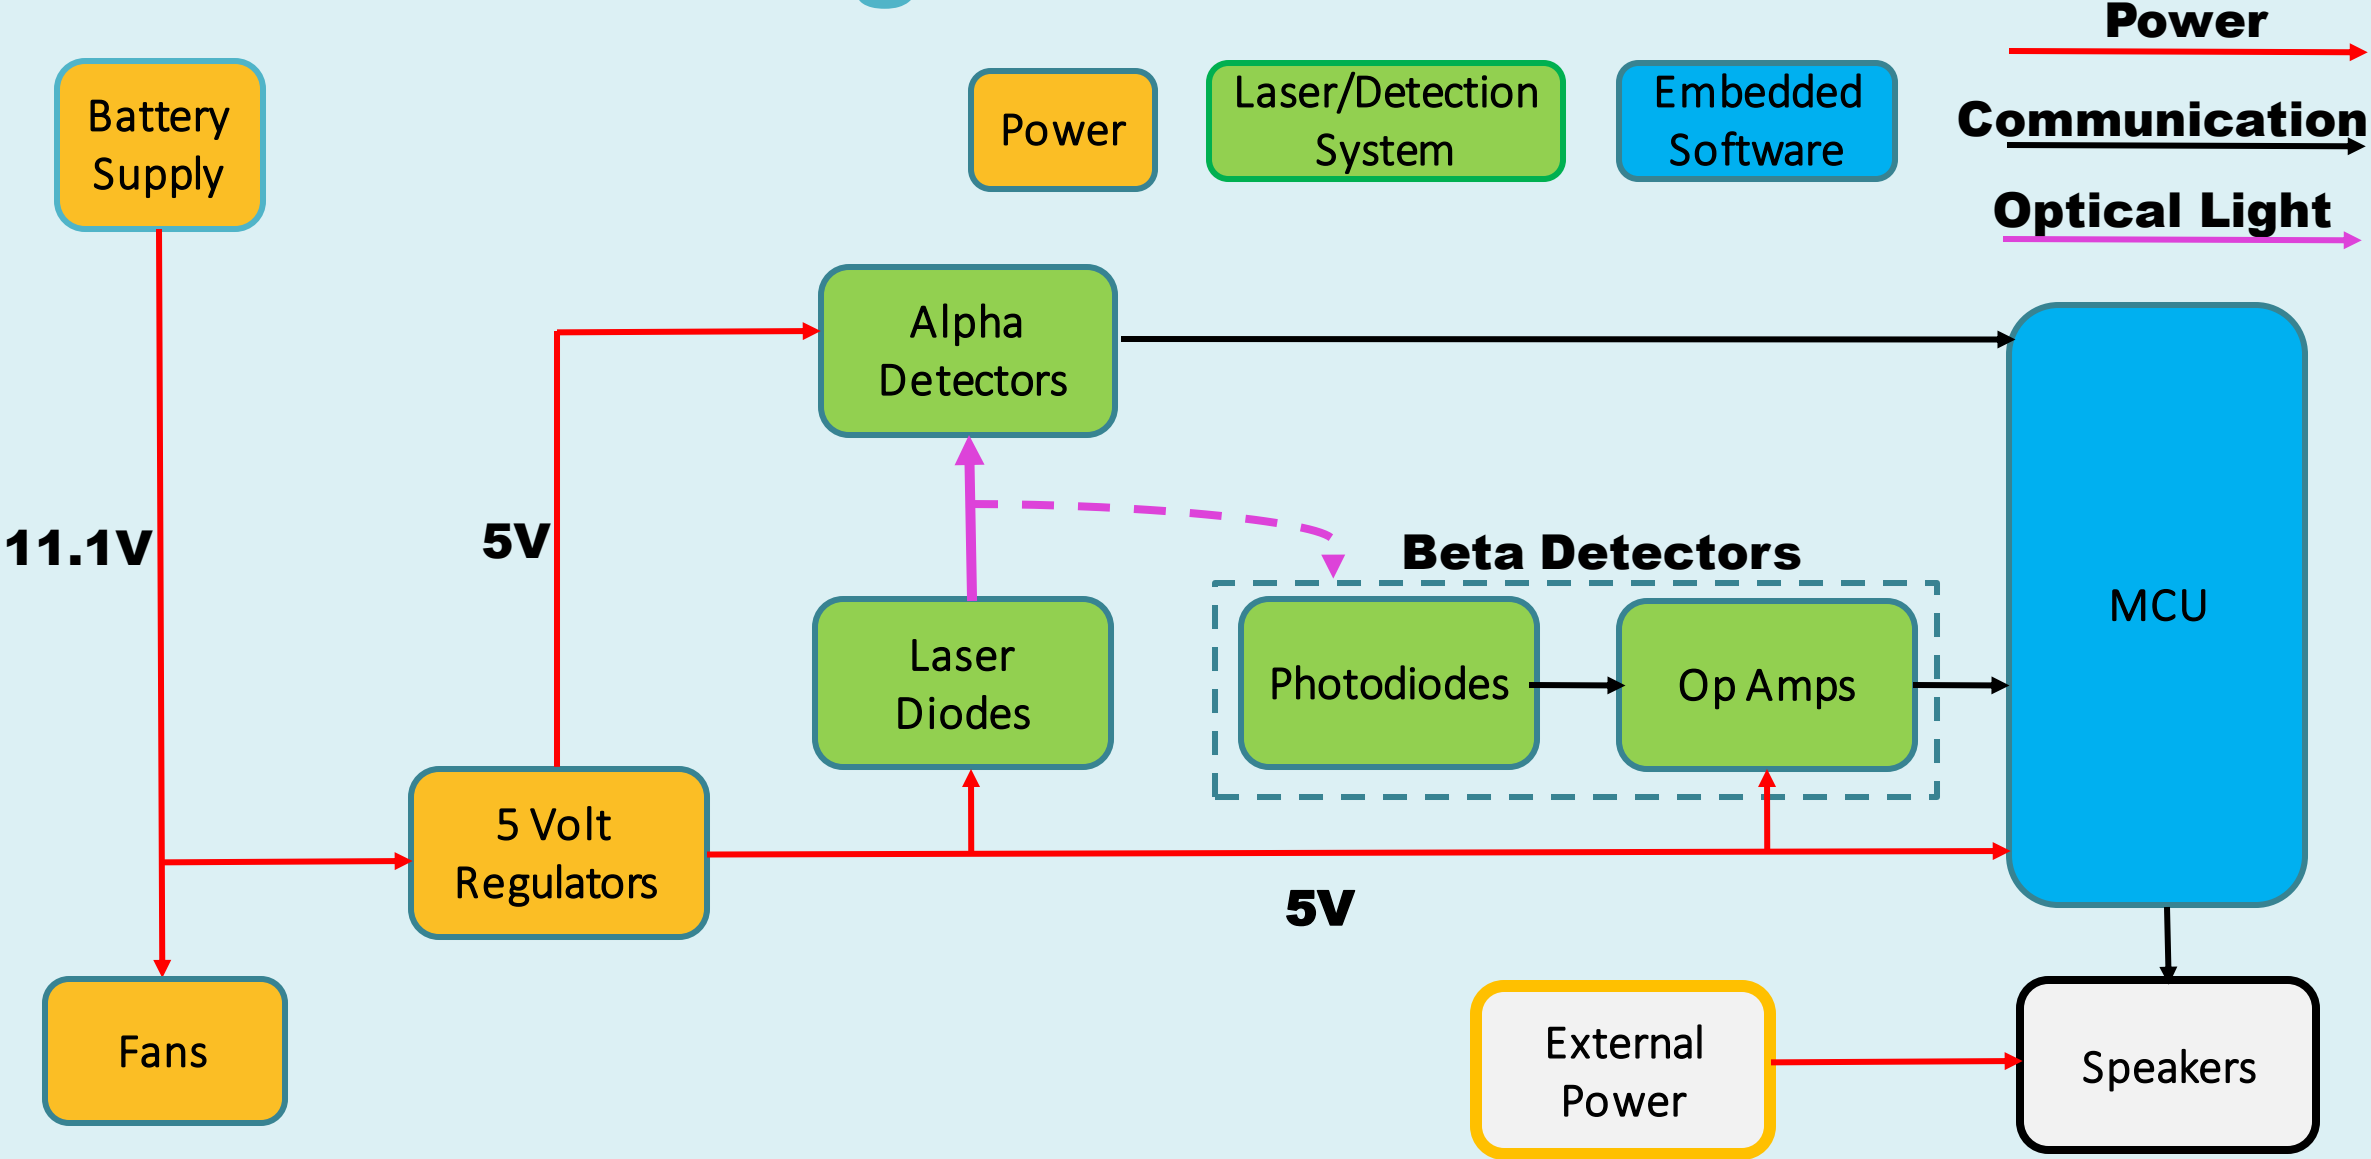 Power
Battery
Supply
Power
Laser/Detection
System
Embedded
Software
Communication
Optical Light
Alpha
Detectors
11.1V
5V
Beta Detectors
Laser
Diodes
Photodiodes
Op Amps
MCU
5 Volt
Regulators
5V
Fans
External
Power
Speakers